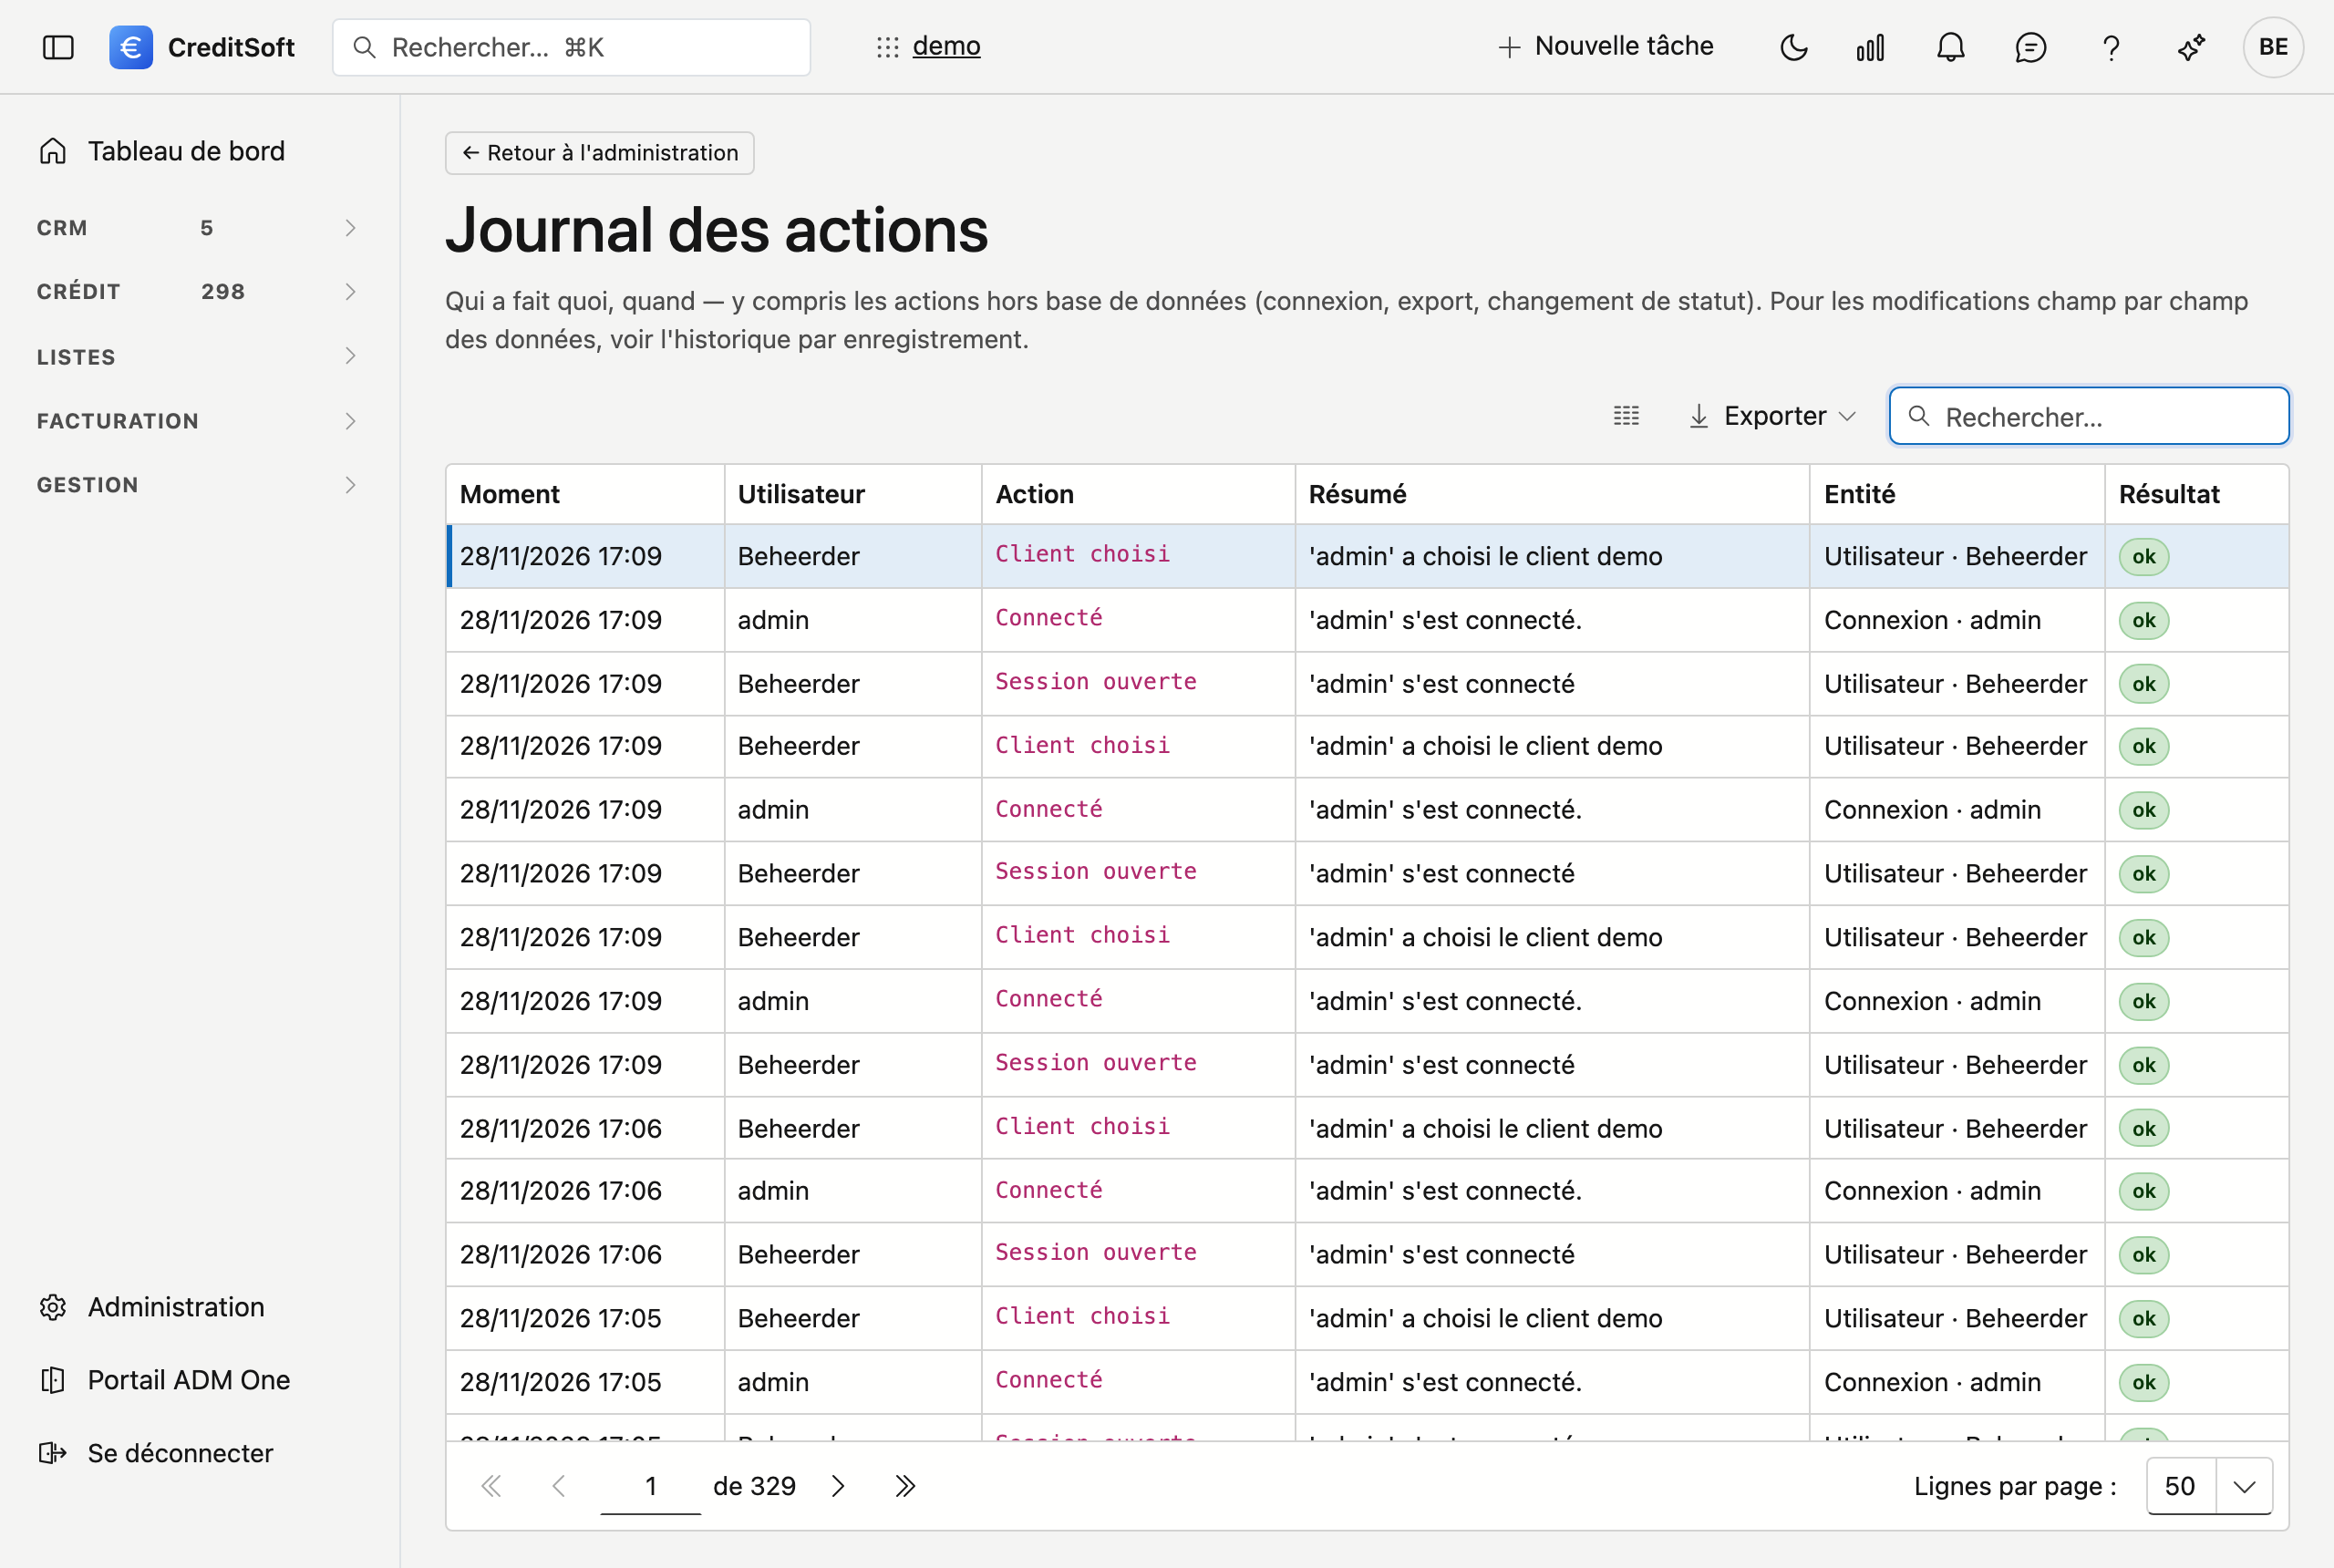 CreditSoft
Rechercher... ⌘K
demo
Nouvelle tâche
BE
Tableau de bord
CRM 5
CRÉDIT 298
LISTES
FACTURATION
GESTION
Administration
Portail ADM One
Se déconnecter
← Retour à l'administration
Journal des actions
Qui a fait quoi, quand — y compris les actions hors base de données (connexion, export, changement de statut). Pour les modifications champ par champ
des données, voir l'historique par enregistrement.
Exporter
Rechercher...
Moment Utilisateur Action Résumé Entité Résultat
28/11/2026 17:09 Beheerder Client choisi 'admin' a choisi le client demo Utilisateur · Beheerder ok
28/11/2026 17:09 admin Connecté 'admin' s'est connecté. Connexion · admin ok
28/11/2026 17:09 Beheerder Session ouverte 'admin' s'est connecté Utilisateur · Beheerder ok
28/11/2026 17:09 Beheerder Client choisi 'admin' a choisi le client demo Utilisateur · Beheerder ok
28/11/2026 17:09 admin Connecté 'admin' s'est connecté. Connexion · admin ok
28/11/2026 17:09 Beheerder Session ouverte 'admin' s'est connecté Utilisateur · Beheerder ok
28/11/2026 17:09 Beheerder Client choisi 'admin' a choisi le client demo Utilisateur · Beheerder ok
28/11/2026 17:09 admin Connecté 'admin' s'est connecté. Connexion · admin ok
28/11/2026 17:09 Beheerder Session ouverte 'admin' s'est connecté Utilisateur · Beheerder ok
28/11/2026 17:06 Beheerder Client choisi 'admin' a choisi le client demo Utilisateur · Beheerder ok
28/11/2026 17:06 admin Connecté 'admin' s'est connecté. Connexion · admin ok
28/11/2026 17:06 Beheerder Session ouverte 'admin' s'est connecté Utilisateur · Beheerder ok
28/11/2026 17:05 Beheerder Client choisi 'admin' a choisi le client demo Utilisateur · Beheerder ok
28/11/2026 17:05 admin Connecté 'admin' s'est connecté. Connexion · admin ok
1 de 329
Lignes par page : 50